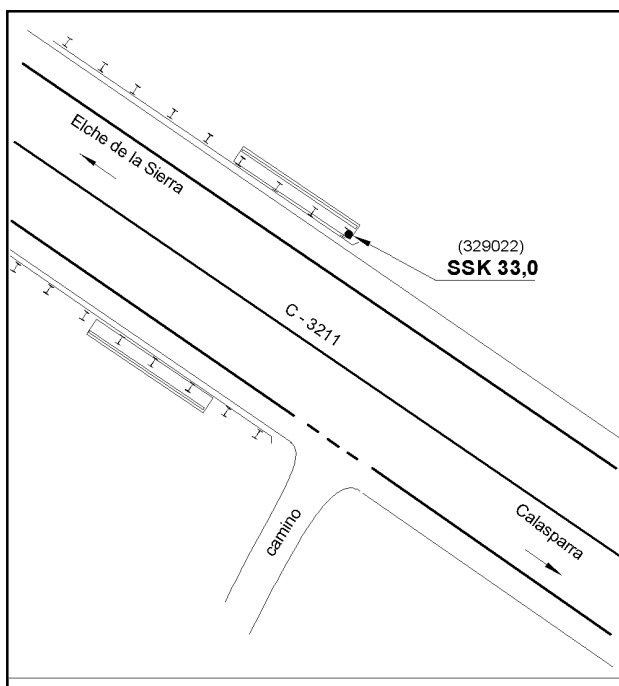 Elche de la Sierra
(329022)
SSK 33,0
C - 3211
Calasparra
camino